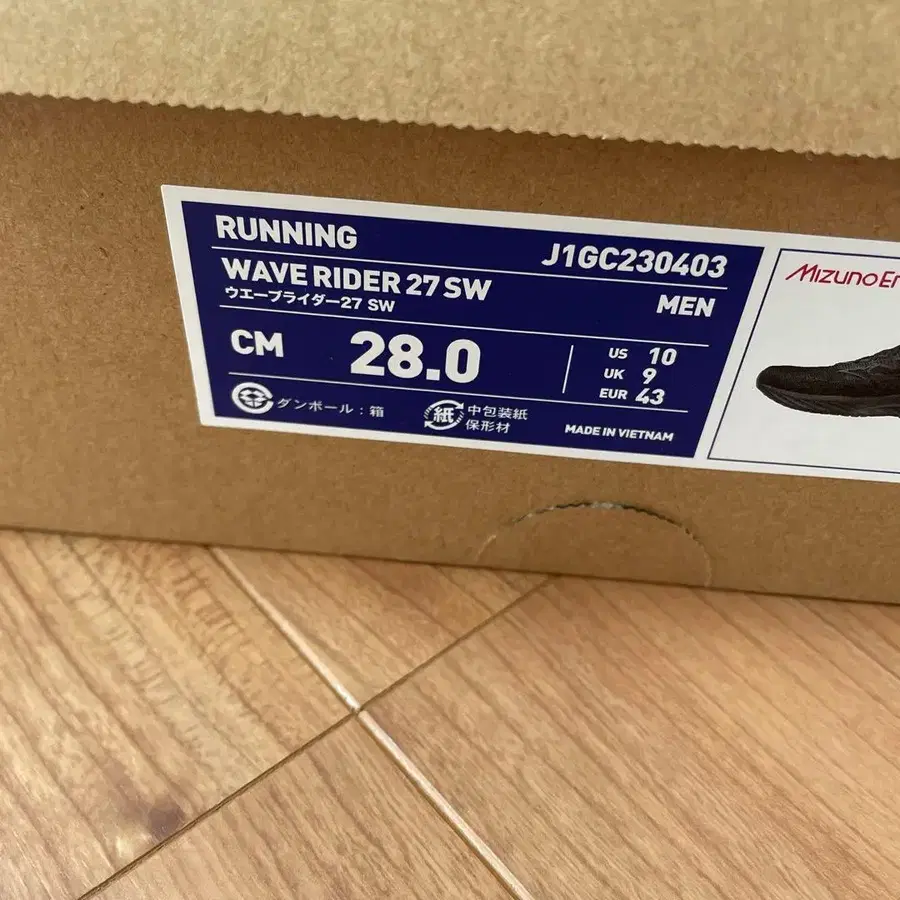 RUNNING
J1GC230403
WAVE RIDER 27 SW
ウエーブライダー27 SW
MEN
CM 28.0
US 10
UK 9
EUR 43
ダンボール:箱
紙 中包装紙
保形材
MADE IN VIETNAM
Mizuno